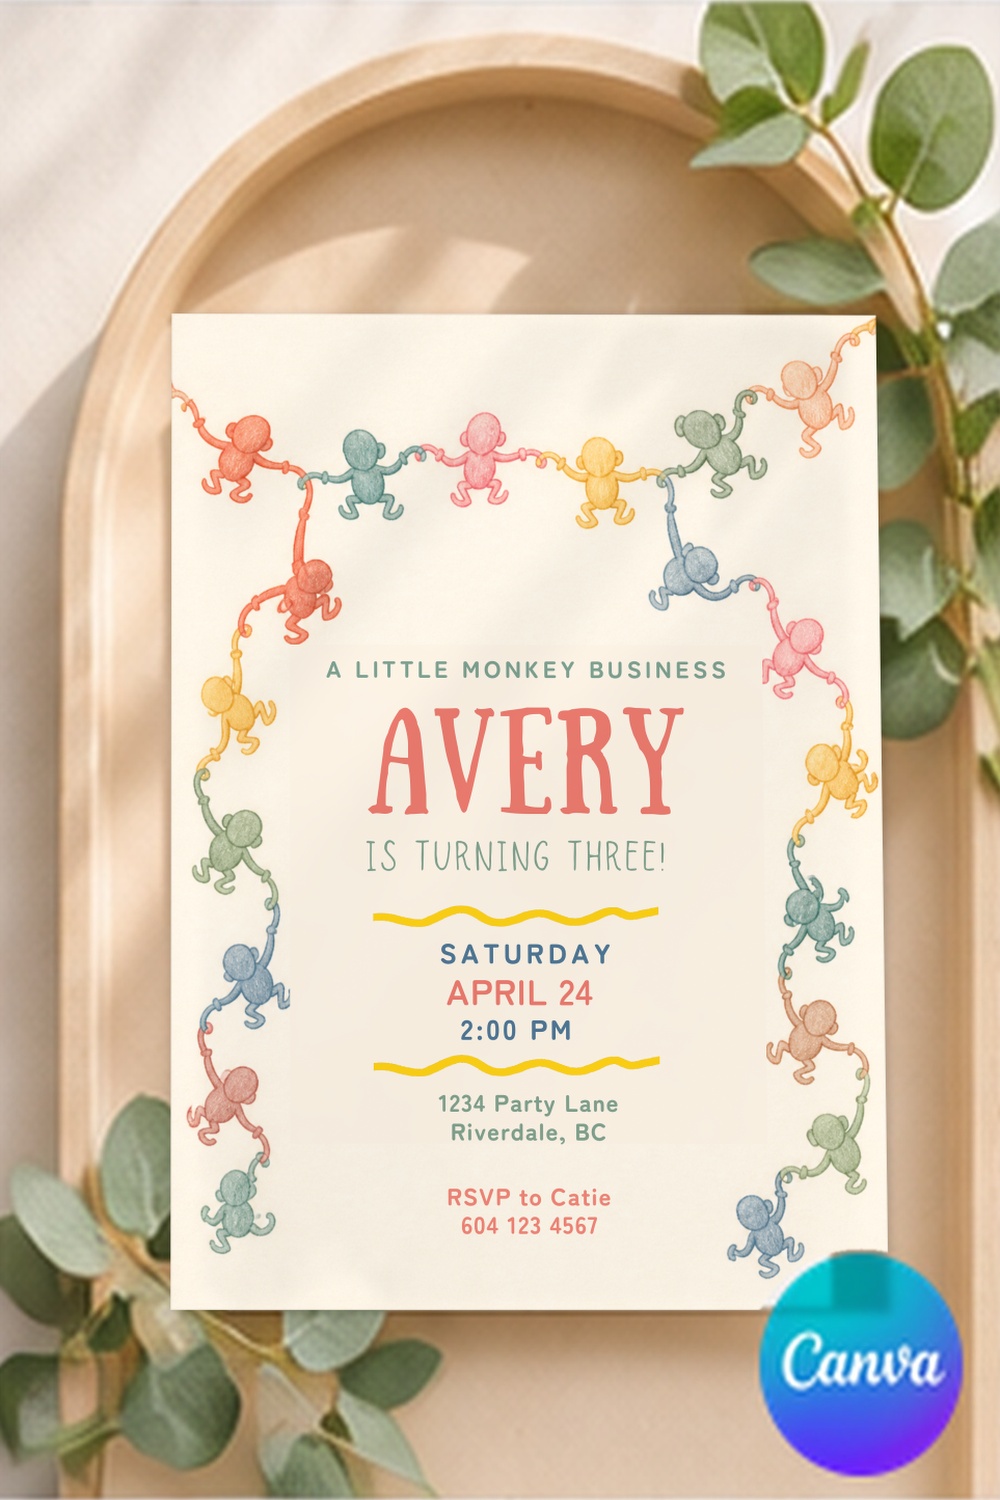 A LITTLE MONKEY BUSINESS
AVERY
IS TURNING THREE!
SATURDAY
APRIL 24
2:00 PM
1234 Party Lane
Riverdale, BC
RSVP to Catie
604 123 4567
Canva